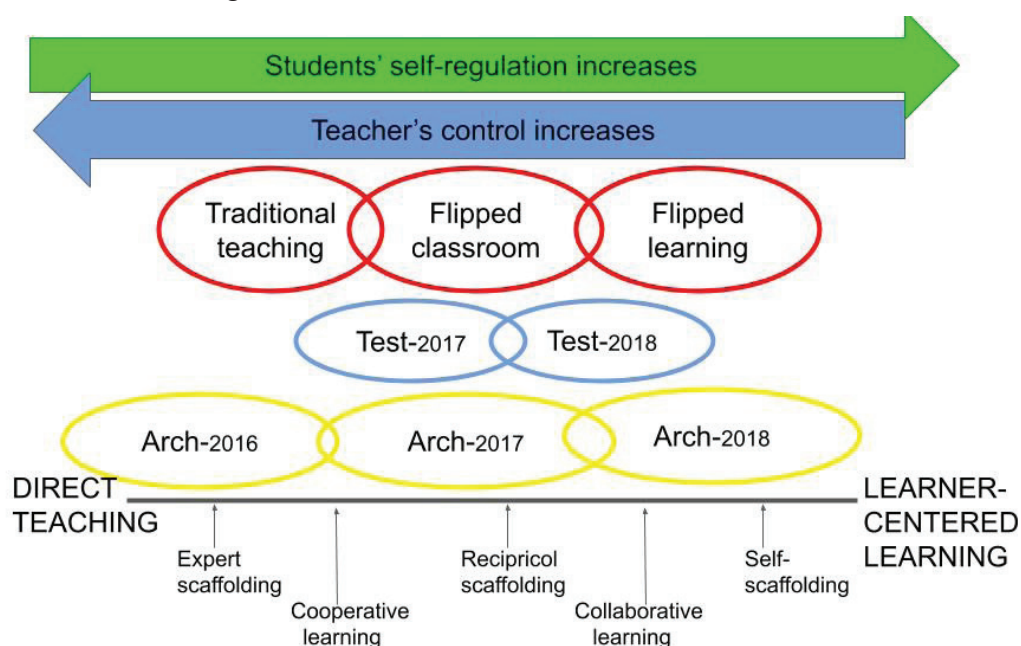 Students' self-regulation increases
Teacher's control increases
Traditional
teaching
Flipped
classroom
Flipped
learning
Test-2017
Test-2018
Arch-2016
Arch-2017
Arch-2018
DIRECT
TEACHING
LEARNER-
CENTERED
LEARNING
Expert
scaffolding
Cooperative
learning
Recipricol
scaffolding
Collaborative
learning
Self-
scaffolding